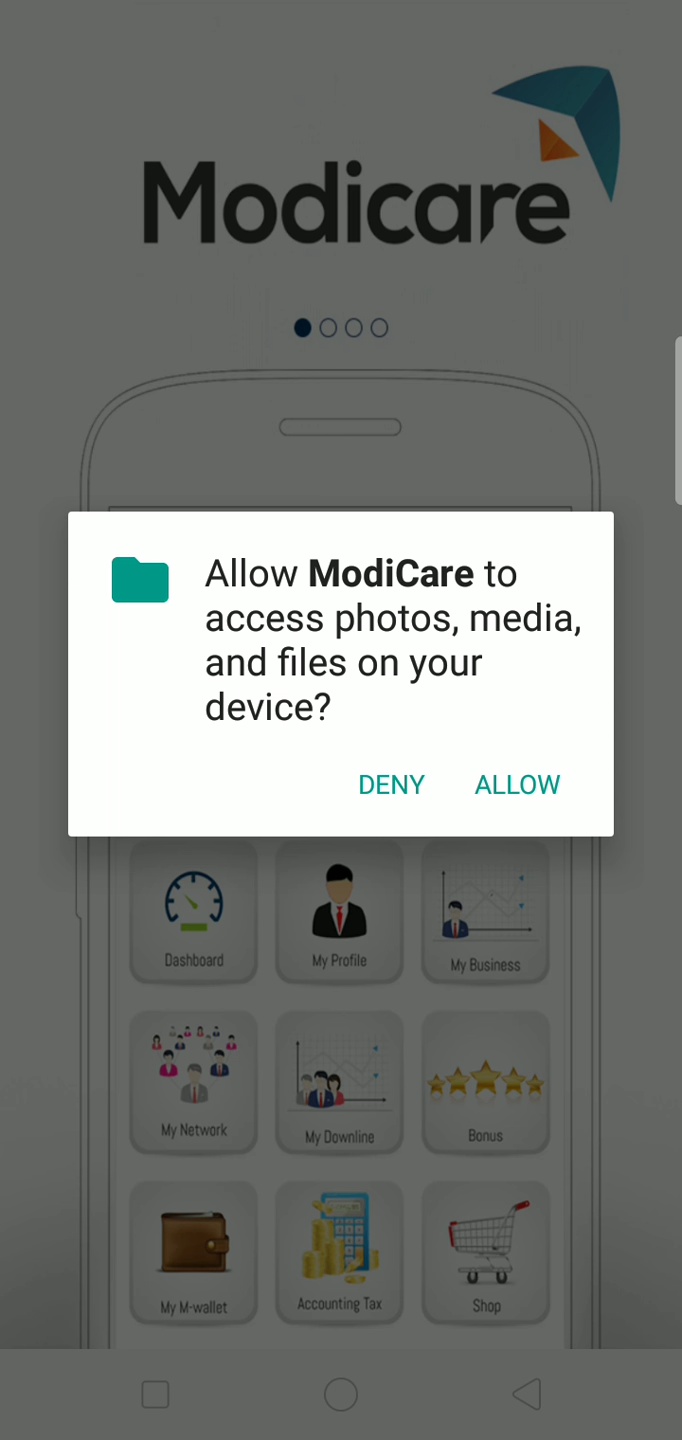 Modicare
Allow ModiCare to
access photos, media,
and files on your
device?
DENY ALLOW
Dashboard My Profile My Business
My Network My Downline Bonus
My M-wallet Accounting Tax Shop